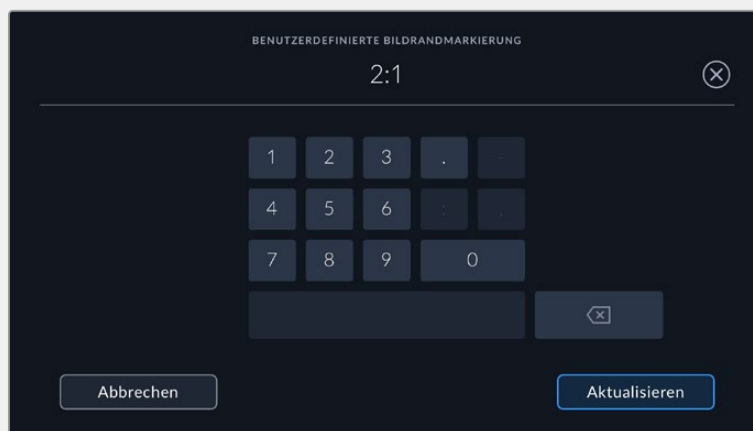 BENUTZERDEFINIERTE BILDRANDMARKIERUNG
2:1
1 2 3 . -
4 5 6 : ,
7 8 9 0
Abbrechen Aktualisieren